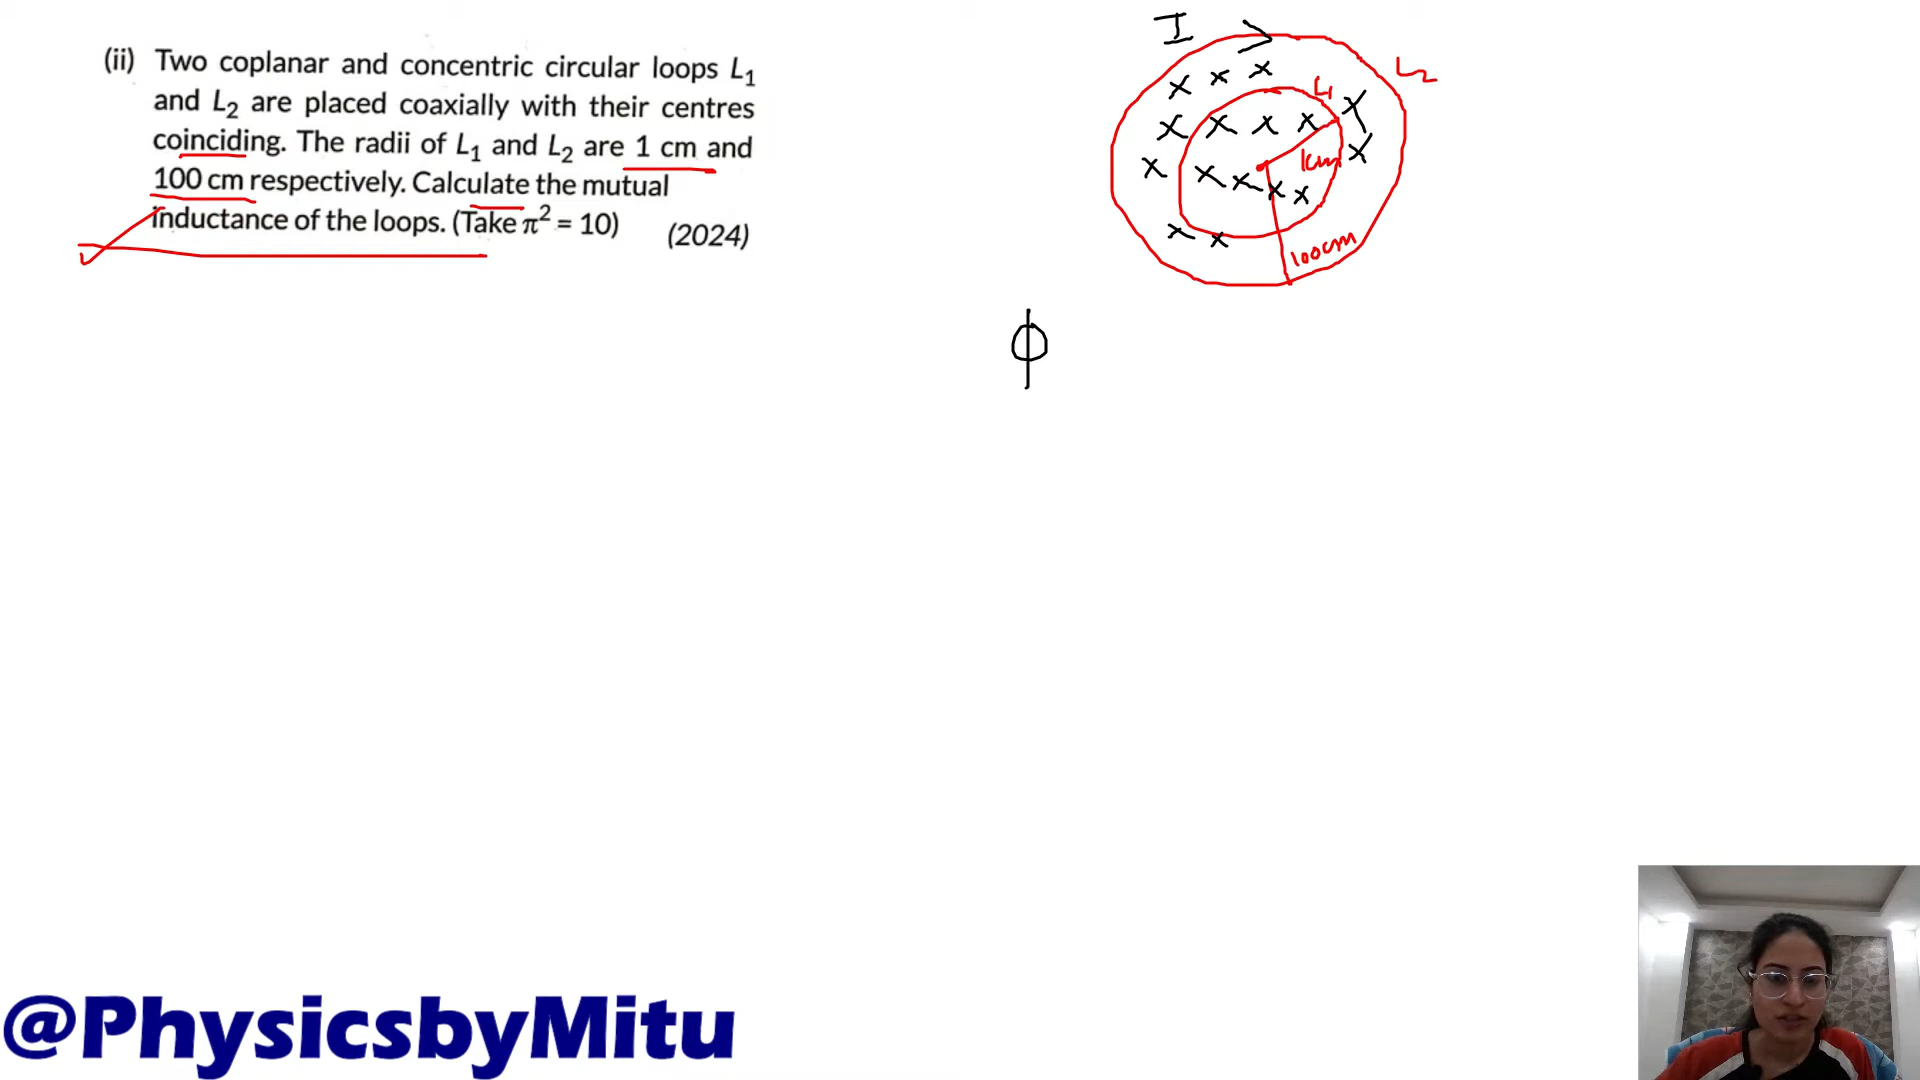 (ii) Two coplanar and concentric circular loops L₁
and L₂ are placed coaxially with their centres
coinciding. The radii of L₁ and L₂ are 1 cm and
100 cm respectively. Calculate the mutual
inductance of the loops. (Take π² = 10) (2024)
I
L₂
L₁
x x x
x x x x x
1cm
x x x x x x
x x
100cm
ϕ
@PhysicsbyMitu